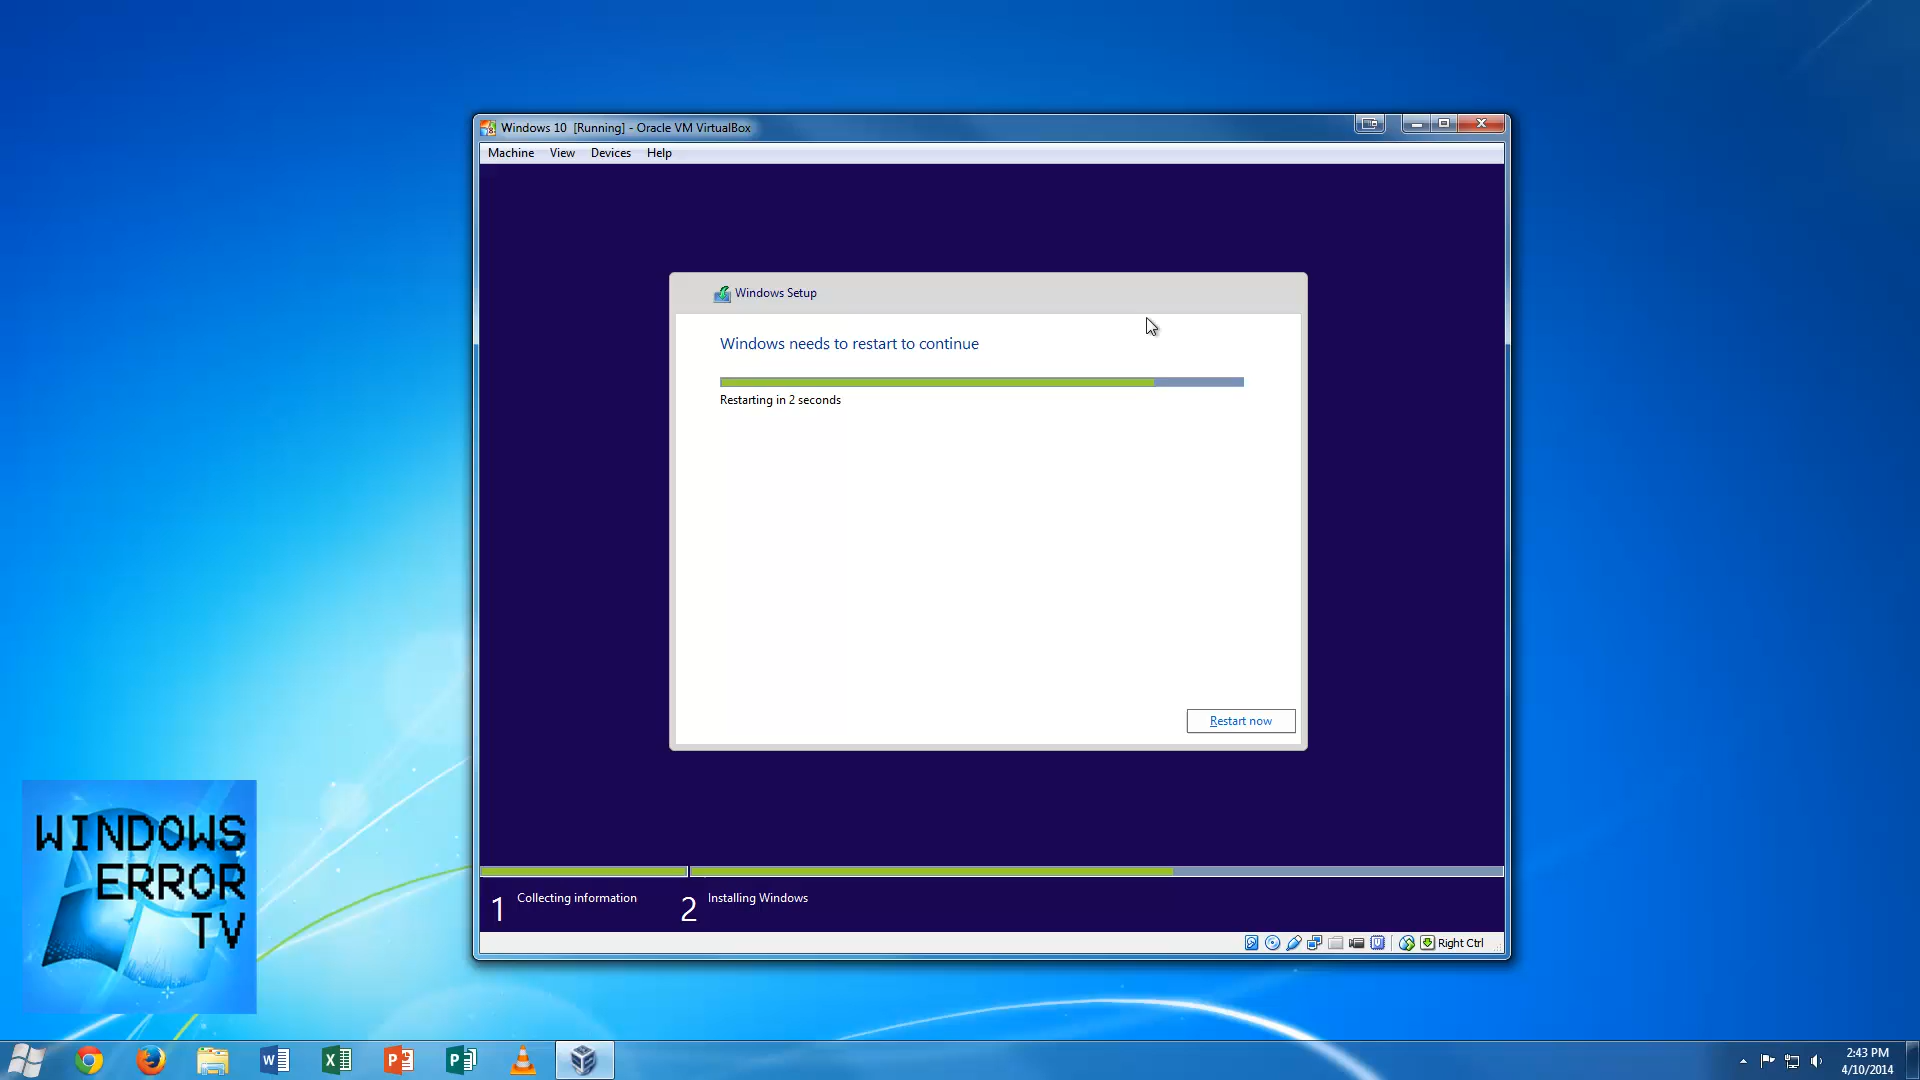 Windows 10 [Running] - Oracle VM VirtualBox
Machine View Devices Help
Windows Setup
Windows needs to restart to continue
Restarting in 2 seconds
Restart now
1 Collecting information 2 Installing Windows
Right Ctrl
WINDOWS
ERROR
TV
2:43 PM
4/10/2014